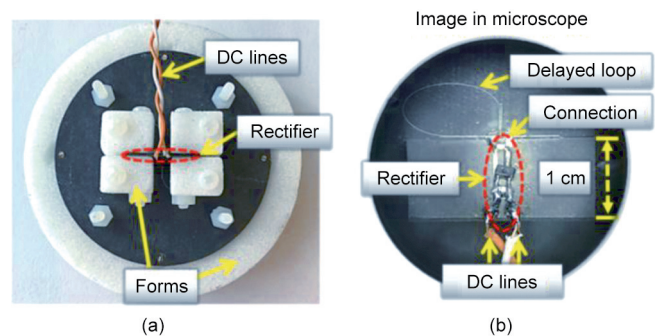 DC lines
Rectifier
Forms
(a)
Image in microscope
Delayed loop
Connection
Rectifier
1 cm
DC lines
(b)